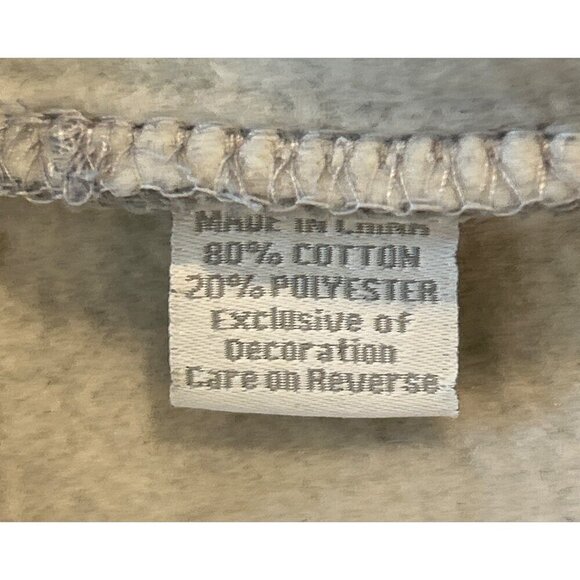 MADE IN CHINA
80% COTTON
20% POLYESTER
Exclusive of
Decoration
Care on Reverse